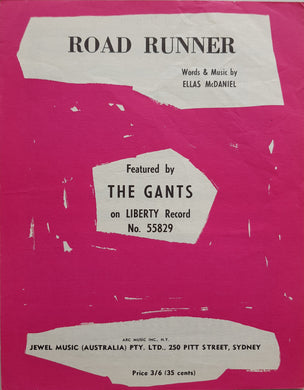 ROAD RUNNER
Words & Music by
ELLAS McDANIEL
Featured by
THE GANTS
on LIBERTY Record
No. 55829
ARC MUSIC INC., N.Y.
JEWEL MUSIC (AUSTRALIA) PTY. LTD., 250 PITT STREET, SYDNEY
Price 3/6 (35 cents)